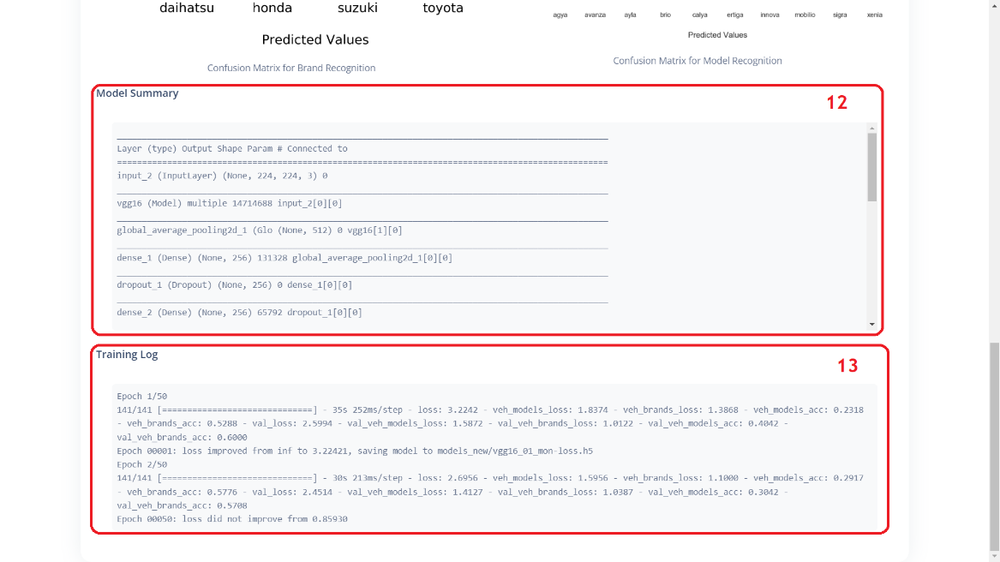 daihatsu honda suzuki toyota
Predicted Values
Confusion Matrix for Brand Recognition
agya avanza ayla brio calya ertiga innova mobilio sigra xenia
Predicted Values
Confusion Matrix for Model Recognition
Model Summary
12
Layer (type) Output Shape Param # Connected to
==================================================================================================
input_2 (InputLayer) (None, 224, 224, 3) 0
vgg16 (Model) multiple 14714688 input_2[0][0]
global_average_pooling2d_1 (Glo (None, 512) 0 vgg16[1][0]
dense_1 (Dense) (None, 256) 131328 global_average_pooling2d_1[0][0]
dropout_1 (Dropout) (None, 256) 0 dense_1[0][0]
dense_2 (Dense) (None, 256) 65792 dropout_1[0][0]
Training Log
13
Epoch 1/50
141/141 [==============================] - 35s 252ms/step - loss: 3.2242 - veh_models_loss: 1.8374 - veh_brands_loss: 1.3868 - veh_models_acc: 0.2318
- veh_brands_acc: 0.5288 - val_loss: 2.5994 - val_veh_models_loss: 1.5872 - val_veh_brands_loss: 1.0122 - val_veh_models_acc: 0.4042 -
val_veh_brands_acc: 0.6000
Epoch 00001: loss improved from inf to 3.22421, saving model to models_new/vgg16_01_mon-loss.h5
Epoch 2/50
141/141 [==============================] - 30s 213ms/step - loss: 2.6956 - veh_models_loss: 1.5956 - veh_brands_loss: 1.1000 - veh_models_acc: 0.2917
- veh_brands_acc: 0.5776 - val_loss: 2.4514 - val_veh_models_loss: 1.4127 - val_veh_brands_loss: 1.0387 - val_veh_models_acc: 0.3042 -
val_veh_brands_acc: 0.5708
Epoch 00050: loss did not improve from 0.85930